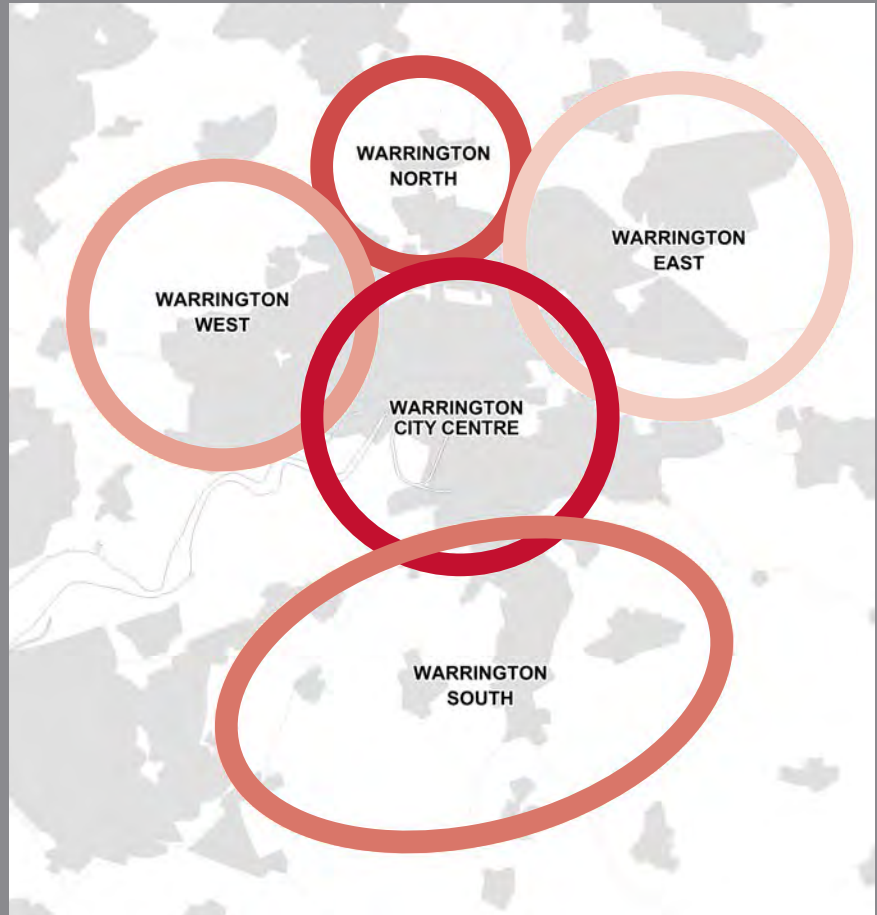 WARRINGTON
NORTH
WARRINGTON
EAST
WARRINGTON
WEST
WARRINGTON
CITY CENTRE
WARRINGTON
SOUTH